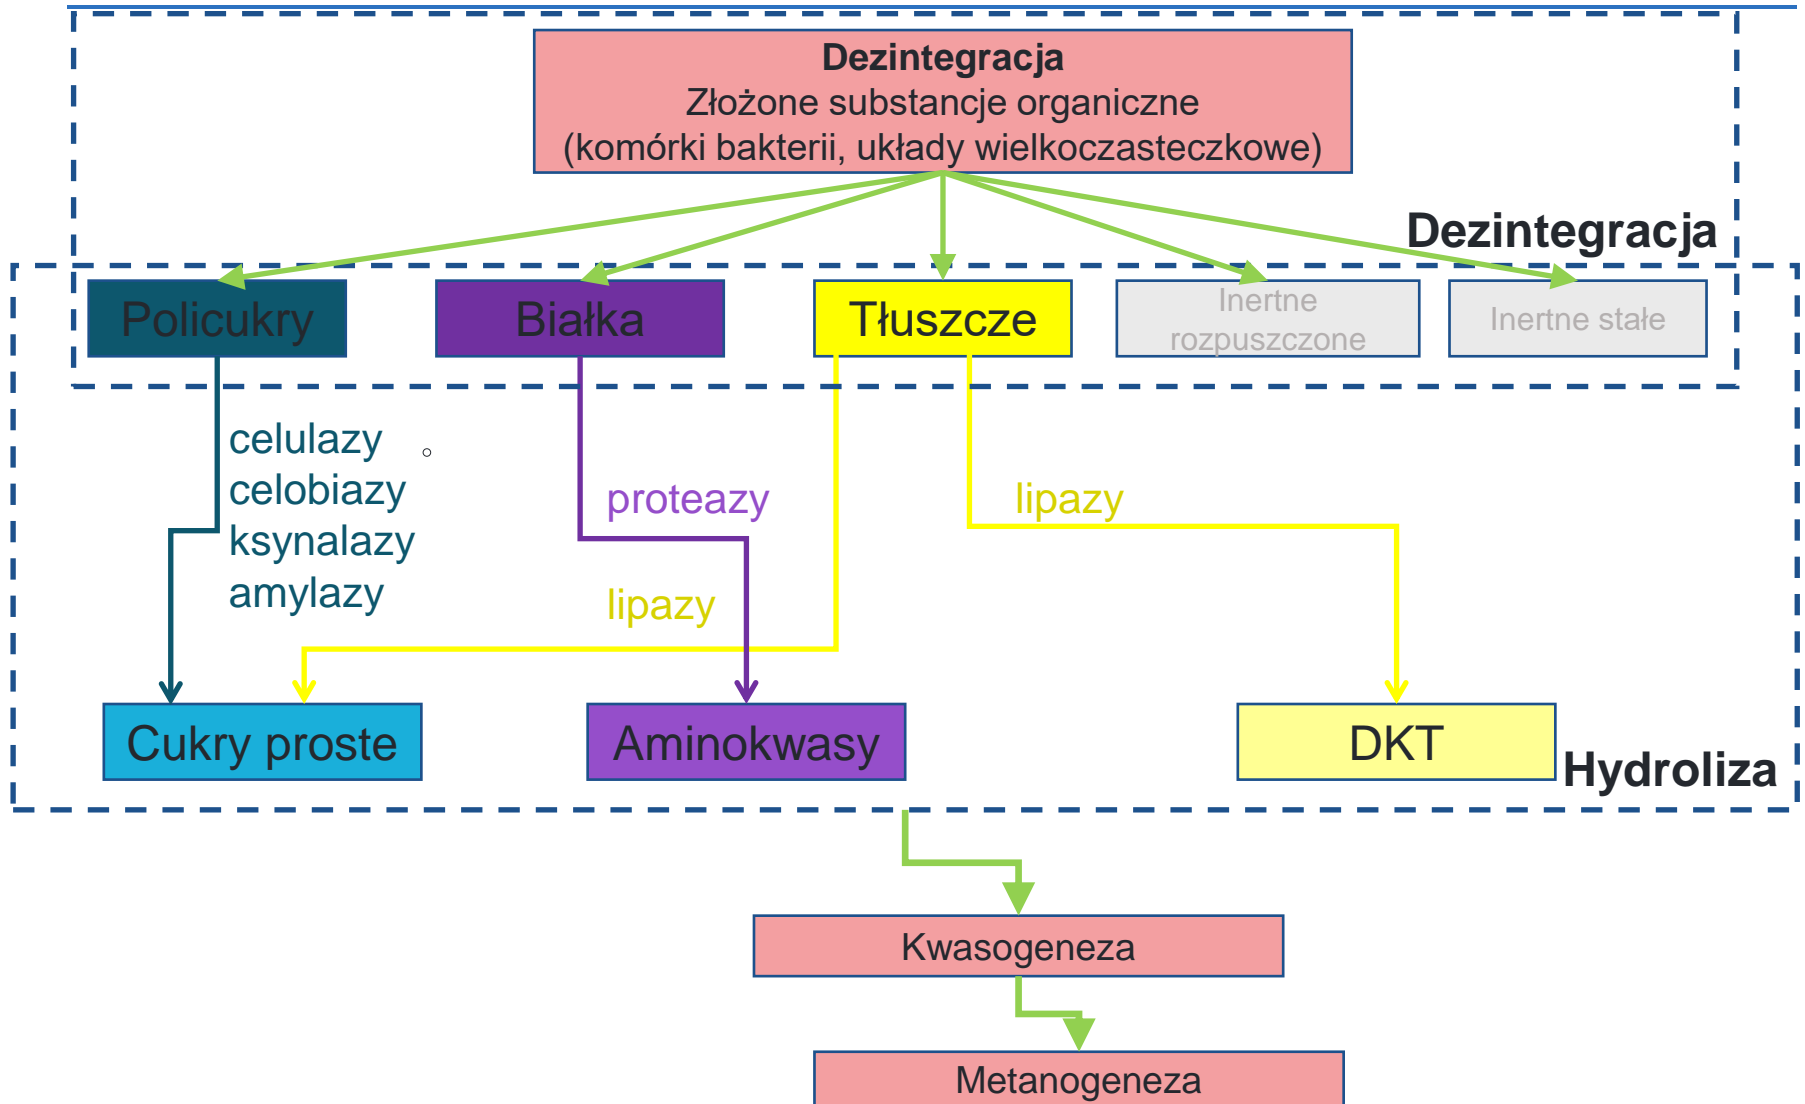 Dezintegracja
Złożone substancje organiczne
(komórki bakterii, układy wielkoczasteczkowe)
Dezintegracja
Policukry
Białka
Tłuszcze
Inertne
rozpuszczone
Inertne stałe
celulazy
celobiazy
ksynalazy
amylazy
proteazy
lipazy
lipazy
Cukry proste
Aminokwasy
DKT
Hydroliza
Kwasogeneza
Metanogeneza